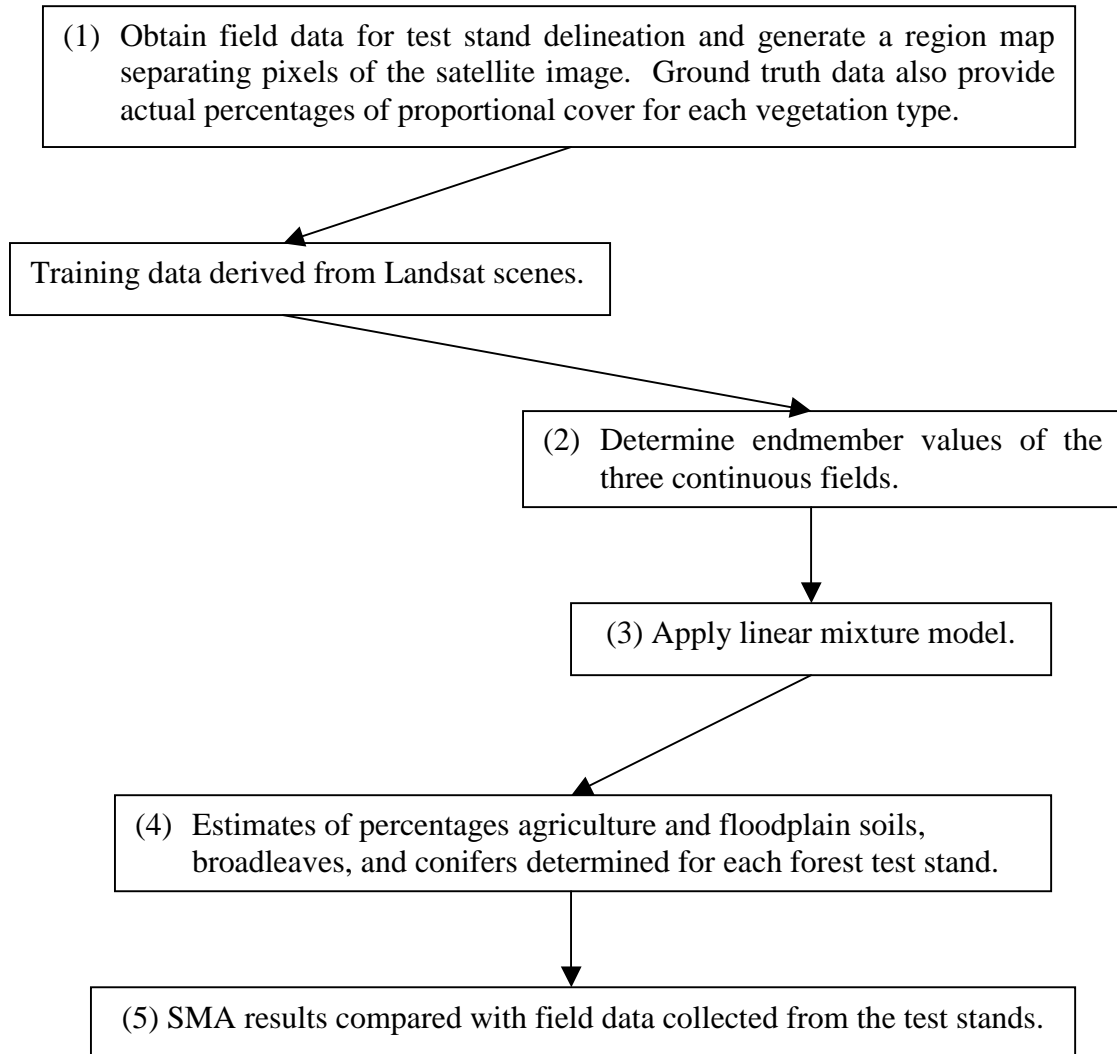 (1) Obtain field data for test stand delineation and generate a region map
separating pixels of the satellite image. Ground truth data also provide
actual percentages of proportional cover for each vegetation type.
Training data derived from Landsat scenes.
(2) Determine endmember values of the
three continuous fields.
(3) Apply linear mixture model.
(4) Estimates of percentages agriculture and floodplain soils,
broadleaves, and conifers determined for each forest test stand.
(5) SMA results compared with field data collected from the test stands.